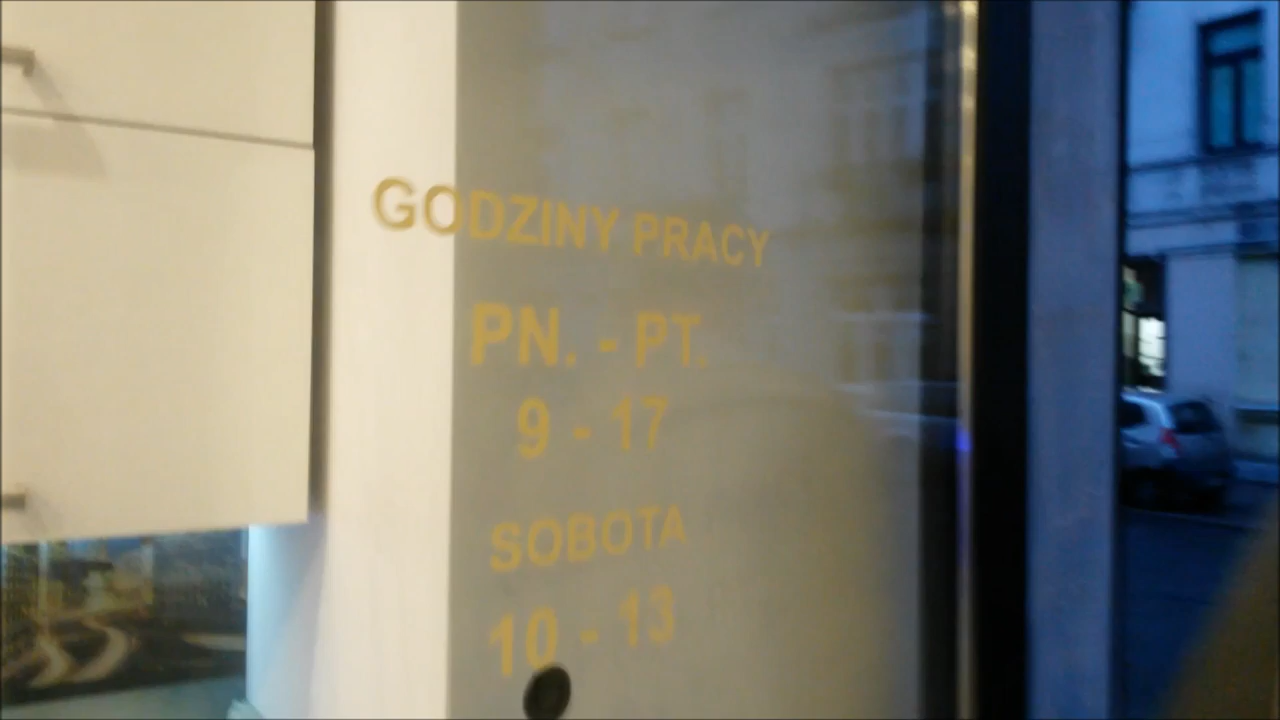 GODZINY PRACY
PN. - PT.
9 - 17
SOBOTA
10 - 13